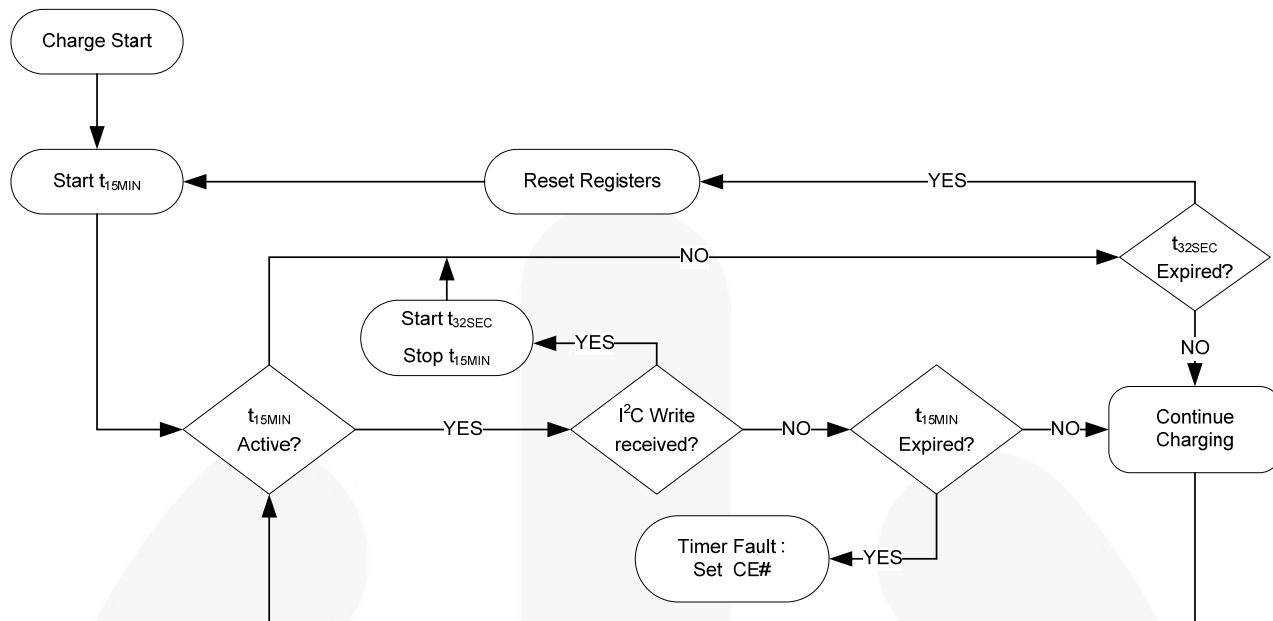 Charge Start
Start t15MIN
Reset Registers
YES
t32SEC
Expired?
NO
Start t32SEC
Stop t15MIN
YES
NO
t15MIN
Active?
YES
I²C Write
received?
NO
t15MIN
Expired?
NO
Continue
Charging
Timer Fault :
Set CE#
YES